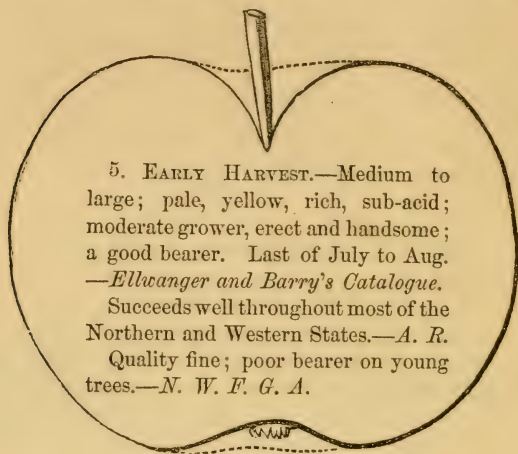 5. EARLY HARVEST.—Medium to
large; pale, yellow, rich, sub-acid;
moderate grower, erect and handsome;
a good bearer. Last of July to Aug.
—Ellwanger and Barry's Catalogue.
Succeeds well throughout most of the
Northern and Western States.—A. R.
Quality fine; poor bearer on young
trees.—N. W. F. G. A.